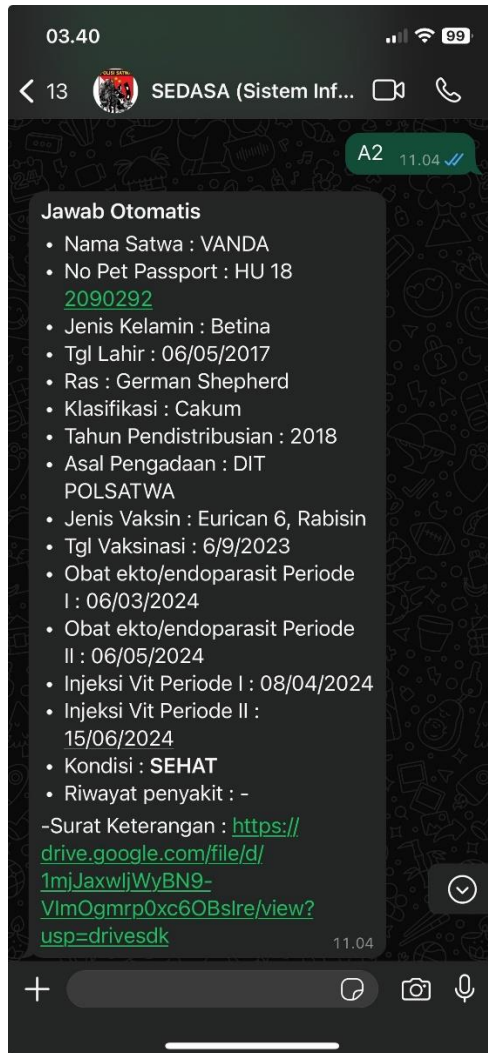 03.40
99
13
SEDASA (Sistem Inf...
A2 11.04
Jawab Otomatis
• Nama Satwa : VANDA
• No Pet Passport : HU 18
2090292
• Jenis Kelamin : Betina
• Tgl Lahir : 06/05/2017
• Ras : German Shepherd
• Klasifikasi : Cakum
• Tahun Pendistribusian : 2018
• Asal Pengadaan : DIT
POLSATWA
• Jenis Vaksin : Eurican 6, Rabisin
• Tgl Vaksinasi : 6/9/2023
• Obat ekto/endoparasit Periode
I : 06/03/2024
• Obat ekto/endoparasit Periode
II : 06/05/2024
• Injeksi Vit Periode I : 08/04/2024
• Injeksi Vit Periode II :
15/06/2024
• Kondisi : SEHAT
• Riwayat penyakit : -
-Surat Keterangan : https://
drive.google.com/file/d/
1mjJaxwljWyBN9-
VlmOgmrp0xc6OBslre/view?
usp=drivesdk
11.04